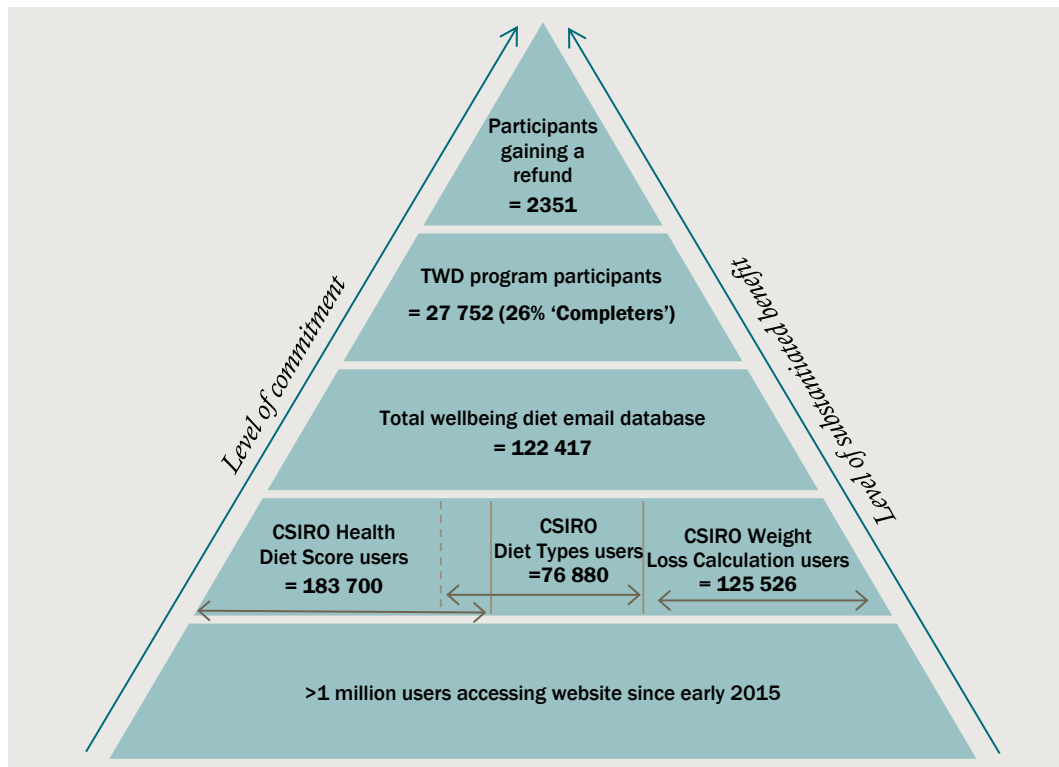 Participants
gaining a
refund
= 2351
TWD program participants
= 27 752 (26% ‘Completers’)
Level of commitment
Level of substantiated benefit
Total wellbeing diet email database
= 122 417
CSIRO Health
Diet Score users
= 183 700
CSIRO
Diet Types users
=76 880
CSIRO Weight
Loss Calculation users
= 125 526
>1 million users accessing website since early 2015